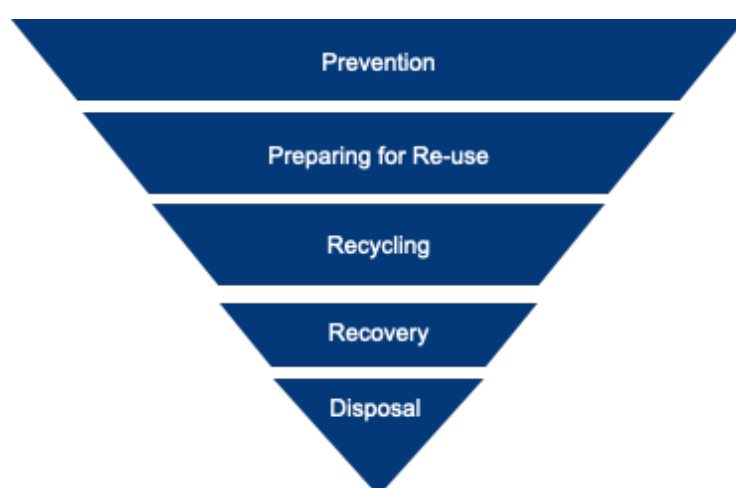 Prevention
Preparing for Re-use
Recycling
Recovery
Disposal